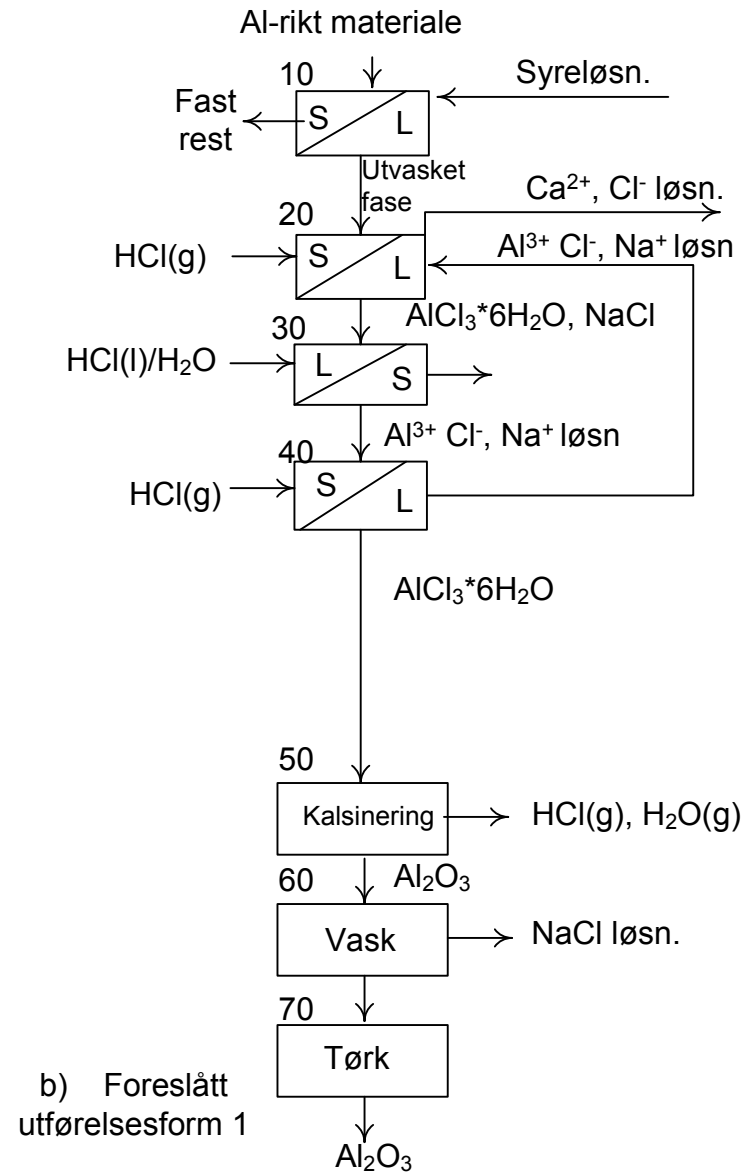 Al-rikt materiale
10
Syreløsn.
Fast
rest
S
L
Utvasket
fase
Ca²⁺, Cl⁻ løsn.
20
HCl(g)
S
L
Al³⁺ Cl⁻, Na⁺ løsn
AlCl₃*6H₂O, NaCl
30
HCl(l)/H₂O
L
S
Al³⁺ Cl⁻, Na⁺ løsn
40
HCl(g)
S
L
AlCl₃*6H₂O
50
Kalsinering
HCl(g), H₂O(g)
60
Al₂O₃
Vask
NaCl løsn.
70
Tørk
b) Foreslått
utførelsesform 1
Al₂O₃